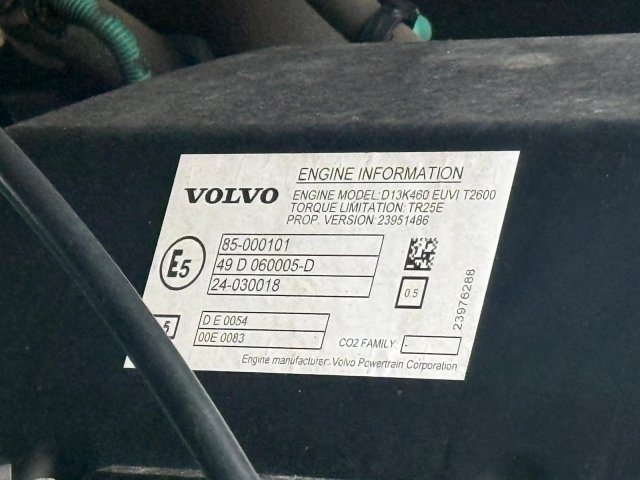 ENGINE INFORMATION
VOLVO
ENGINE MODEL: D13K460 EUVI T2600
TORQUE LIMITATION: TR25E
PROP. VERSION: 23951486
E5
85-000101
49 D 060005-D
24-030018
0.5
23976288
5
D E 0054
00E 0083
CO2 FAMILY: -
Engine manufacturer: Volvo Powertrain Corporation